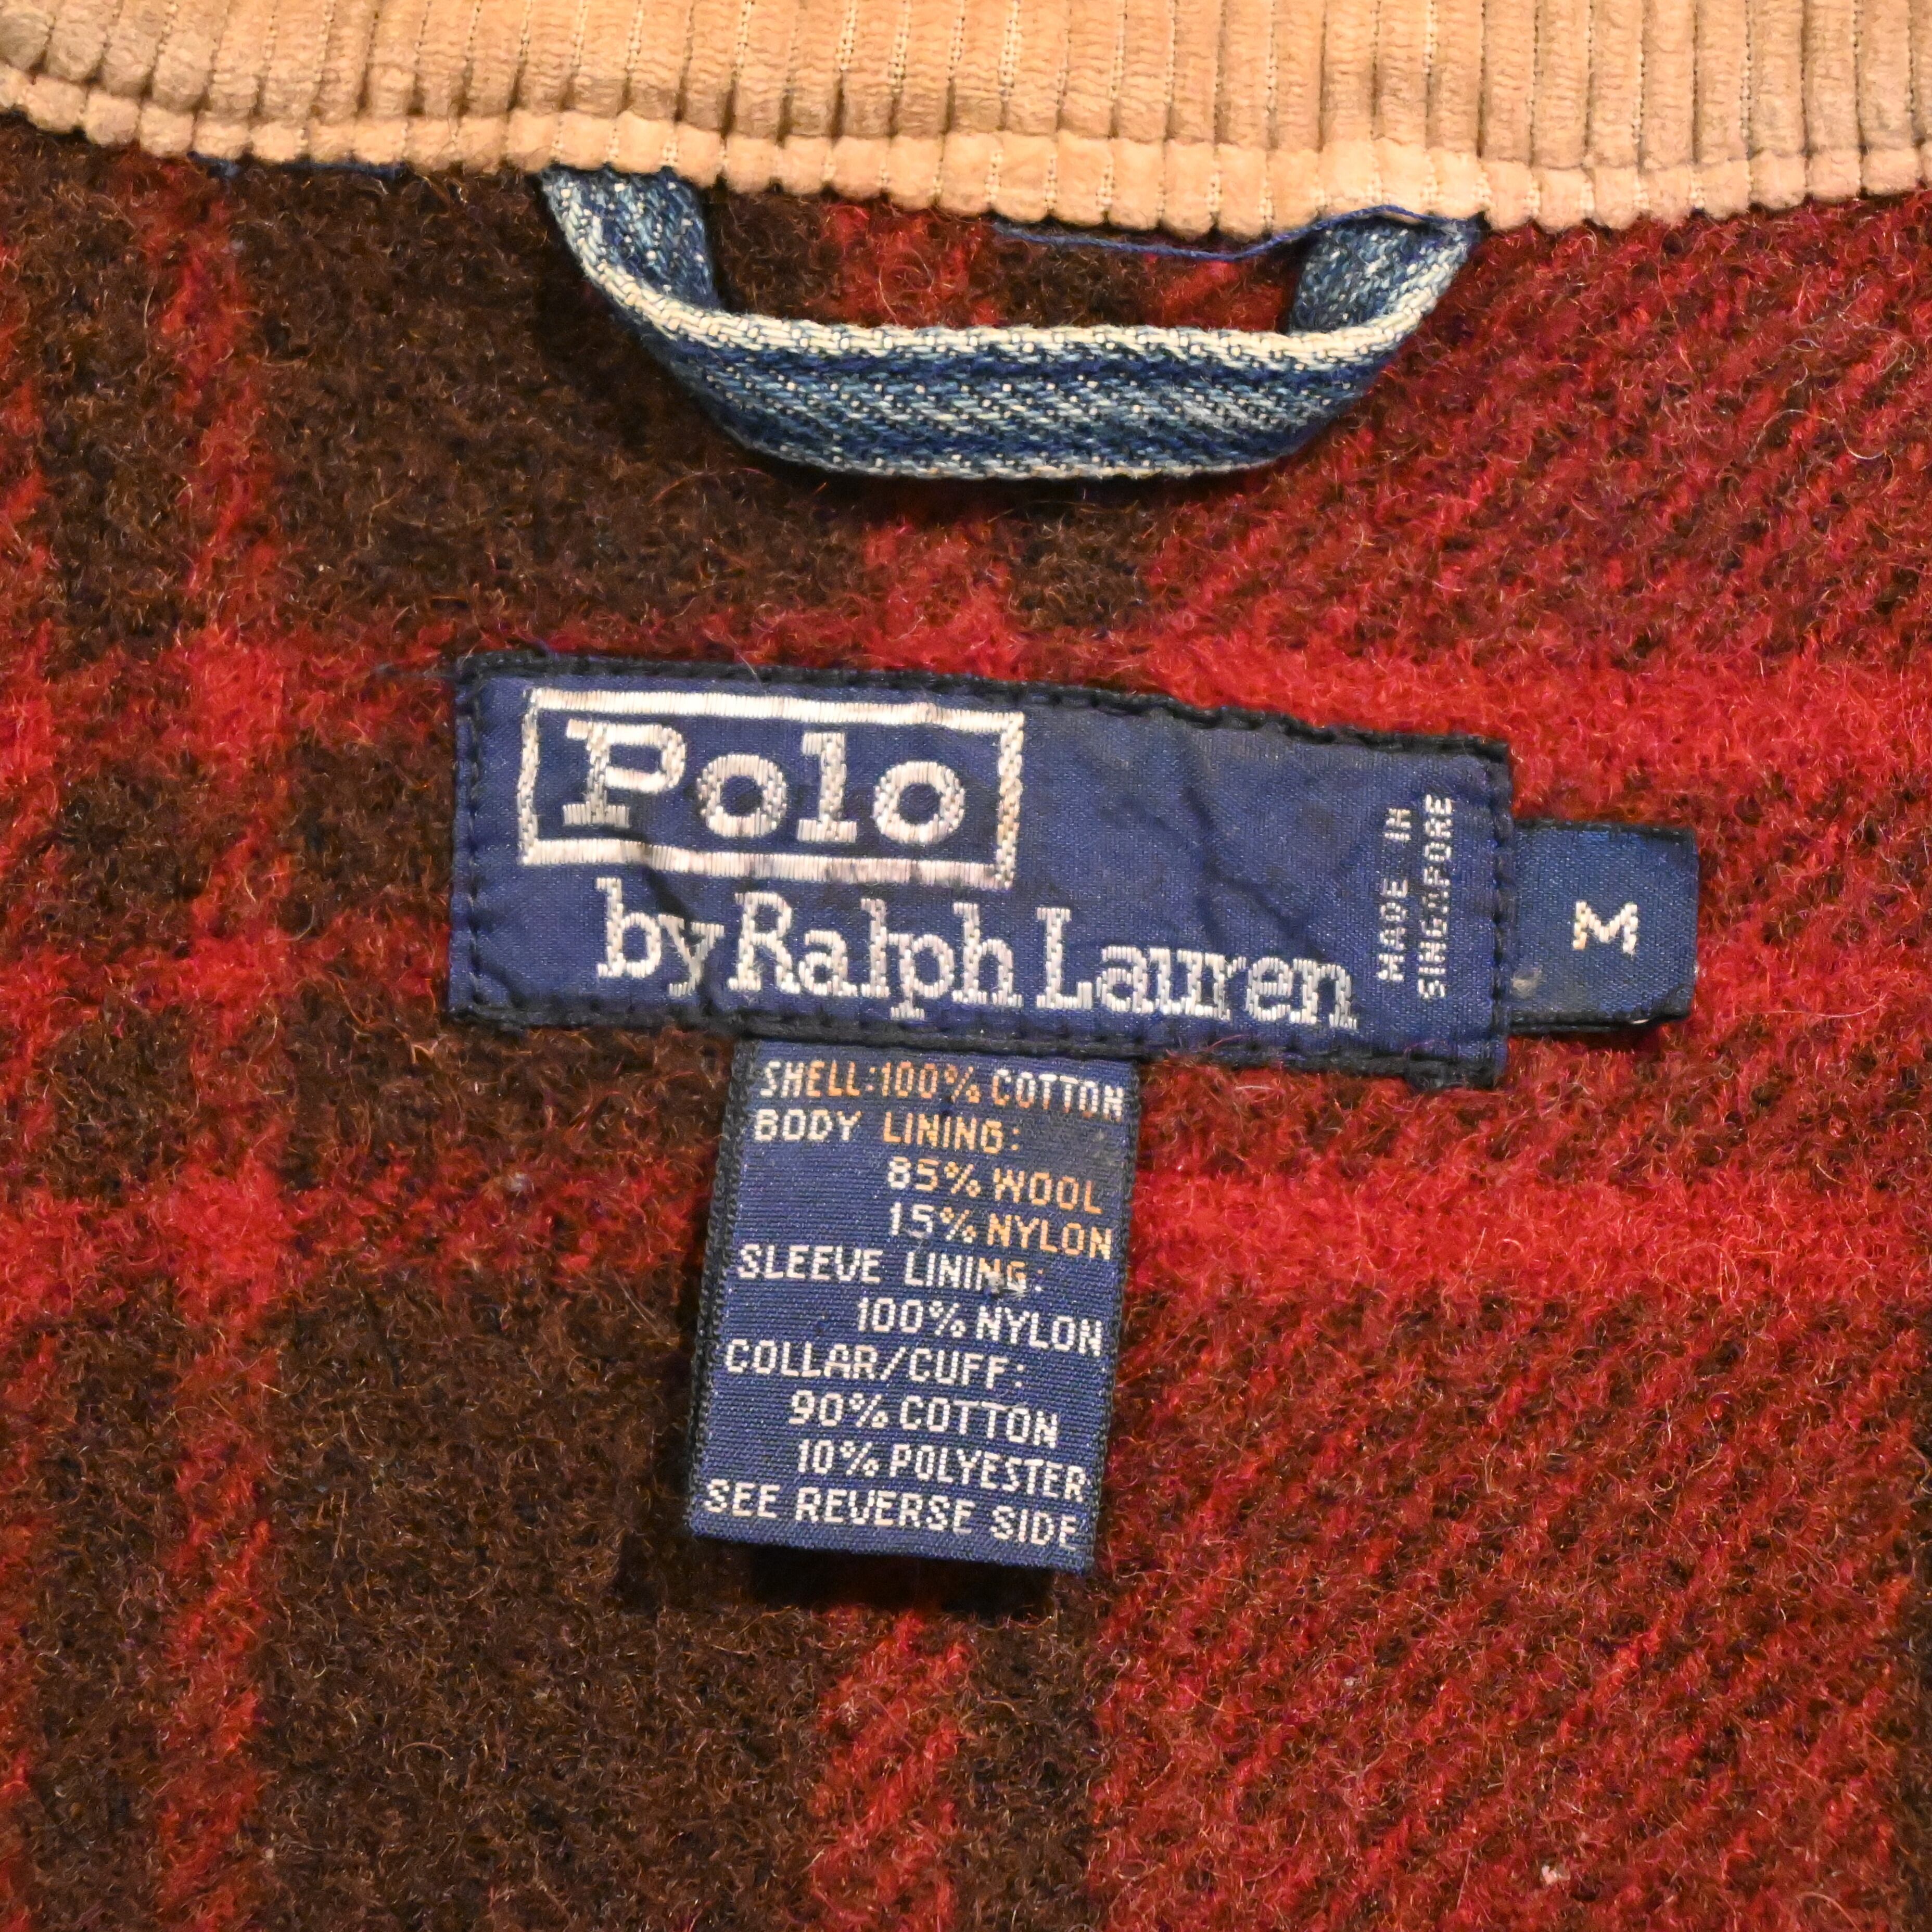 Polo
by Ralph Lauren
MADE IN
SINGAPORE
M
SHELL:100% COTTON
BODY LINING:
85% WOOL
15% NYLON
SLEEVE LINING:
100% NYLON
COLLAR/CUFF:
90% COTTON
10% POLYESTER
SEE REVERSE SIDE